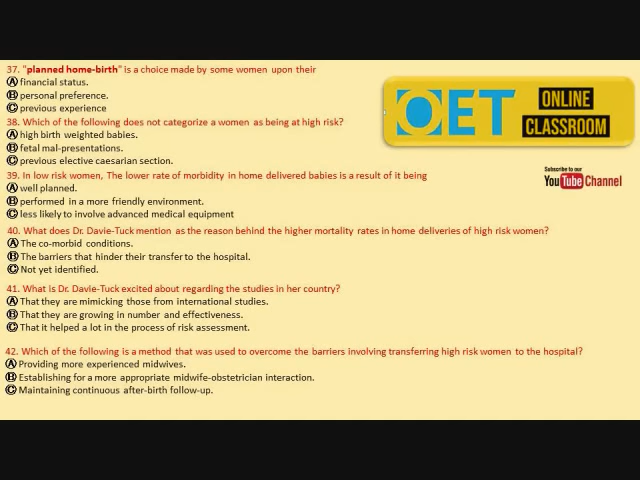 37. "planned home-birth" is a choice made by some women upon their
Ⓐ financial status.
Ⓑ personal preference.
Ⓒ previous experience
38. Which of the following does not categorize a women as being at high risk?
Ⓐ high birth weighted babies.
Ⓑ fetal mal-presentations.
Ⓒ previous elective caesarian section.
39. In low risk women, The lower rate of morbidity in home delivered babies is a result of it being
Ⓐ well planned.
Ⓑ performed in a more friendly environment.
Ⓒ less likely to involve advanced medical equipment
40. What does Dr. Davie-Tuck mention as the reason behind the higher mortality rates in home deliveries of high risk women?
Ⓐ The co-morbid conditions.
Ⓑ The barriers that hinder their transfer to the hospital.
Ⓒ Not yet identified.
41. What is Dr. Davie-Tuck excited about regarding the studies in her country?
Ⓐ That they are mimicking those from international studies.
Ⓑ That they are growing in number and effectiveness.
Ⓒ That it helped a lot in the process of risk assessment.
42. Which of the following is a method that was used to overcome the barriers involving transferring high risk women to the hospital?
Ⓐ Providing more experienced midwives.
Ⓑ Establishing for a more appropriate midwife-obstetrician interaction.
Ⓒ Maintaining continuous after-birth follow-up.
OET
ONLINE
CLASSROOM
Subscribe to our
YouTube Channel